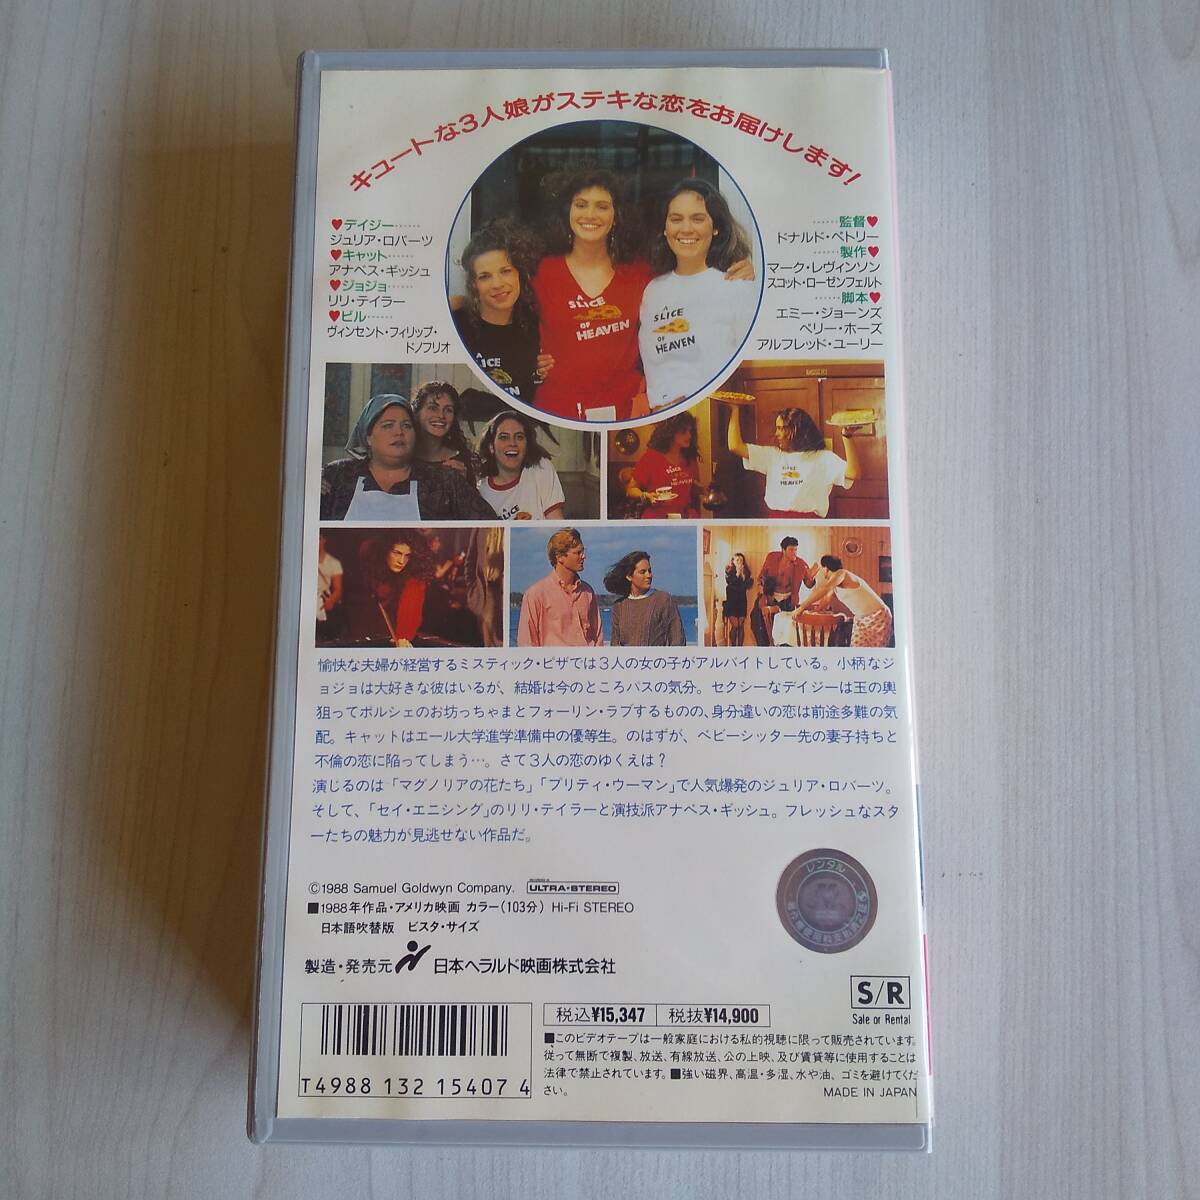 キュートな3人娘がステキな恋をお届けします!
♥デイジー……
ジュリア・ロバーツ
♥キャット……
アナベス・ギッシュ
♥ジョジョ……
リリ・テイラー
♥ビル……
ヴィンセント・フィリップ・
ドノフリオ
……監督♥
ドナルド・ペトリー
……製作♥
マーク・レヴィンソン
スコット・ローゼンフェルト
……脚本♥
エミー・ジョーンズ
ペリー・ホーズ
アルフレッド・ユーリー
A
SLICE
OF
HEAVEN
A
SLICE
OF
HEAVEN
A
SLICE
OF
HEAVEN
愉快な夫婦が経営するミスティック・ピザでは3人の女の子がアルバイトしている。小柄なジ
ョジョは大好きな彼はいるが、結婚は今のところパスの気分。セクシーなデイジーは玉の輿
狙ってポルシェのお坊っちゃまとフォーリン・ラブするものの、身分違いの恋は前途多難の気
配。キャットはエール大学進学準備中の優等生。のはずが、ベビーシッター先の妻子持ちと
不倫の恋に陥ってしまう…。さて3人の恋のゆくえは?
演じるのは「マグノリアの花たち」「プリティ・ウーマン」で人気爆発のジュリア・ロバーツ。
そして、「セイ・エニシング」のリリ・テイラーと演技派アナベス・ギッシュ。フレッシュなスタ
ーたちの魅力が見逃せない作品だ。
©1988 Samuel Goldwyn Company. ULTRA・STEREO
■1988年作品・アメリカ映画 カラー(103分) Hi-Fi STEREO
日本語吹替版 ビスタ・サイズ
製造・発売元 日本ヘラルド映画株式会社
レンタル
S/R
Sale or Rental
税込¥15,347 税抜¥14,900
■このビデオテープは一般家庭における私的視聴に限って販売されています。
従って無断で複製、放送、有線放送、公の上映、及び賃貸等に使用することは
法律で禁止されています。■強い磁界、高温・多湿、水や油、ゴミを避けてくだ
さい。
MADE IN JAPAN
T4988 132 15407 4